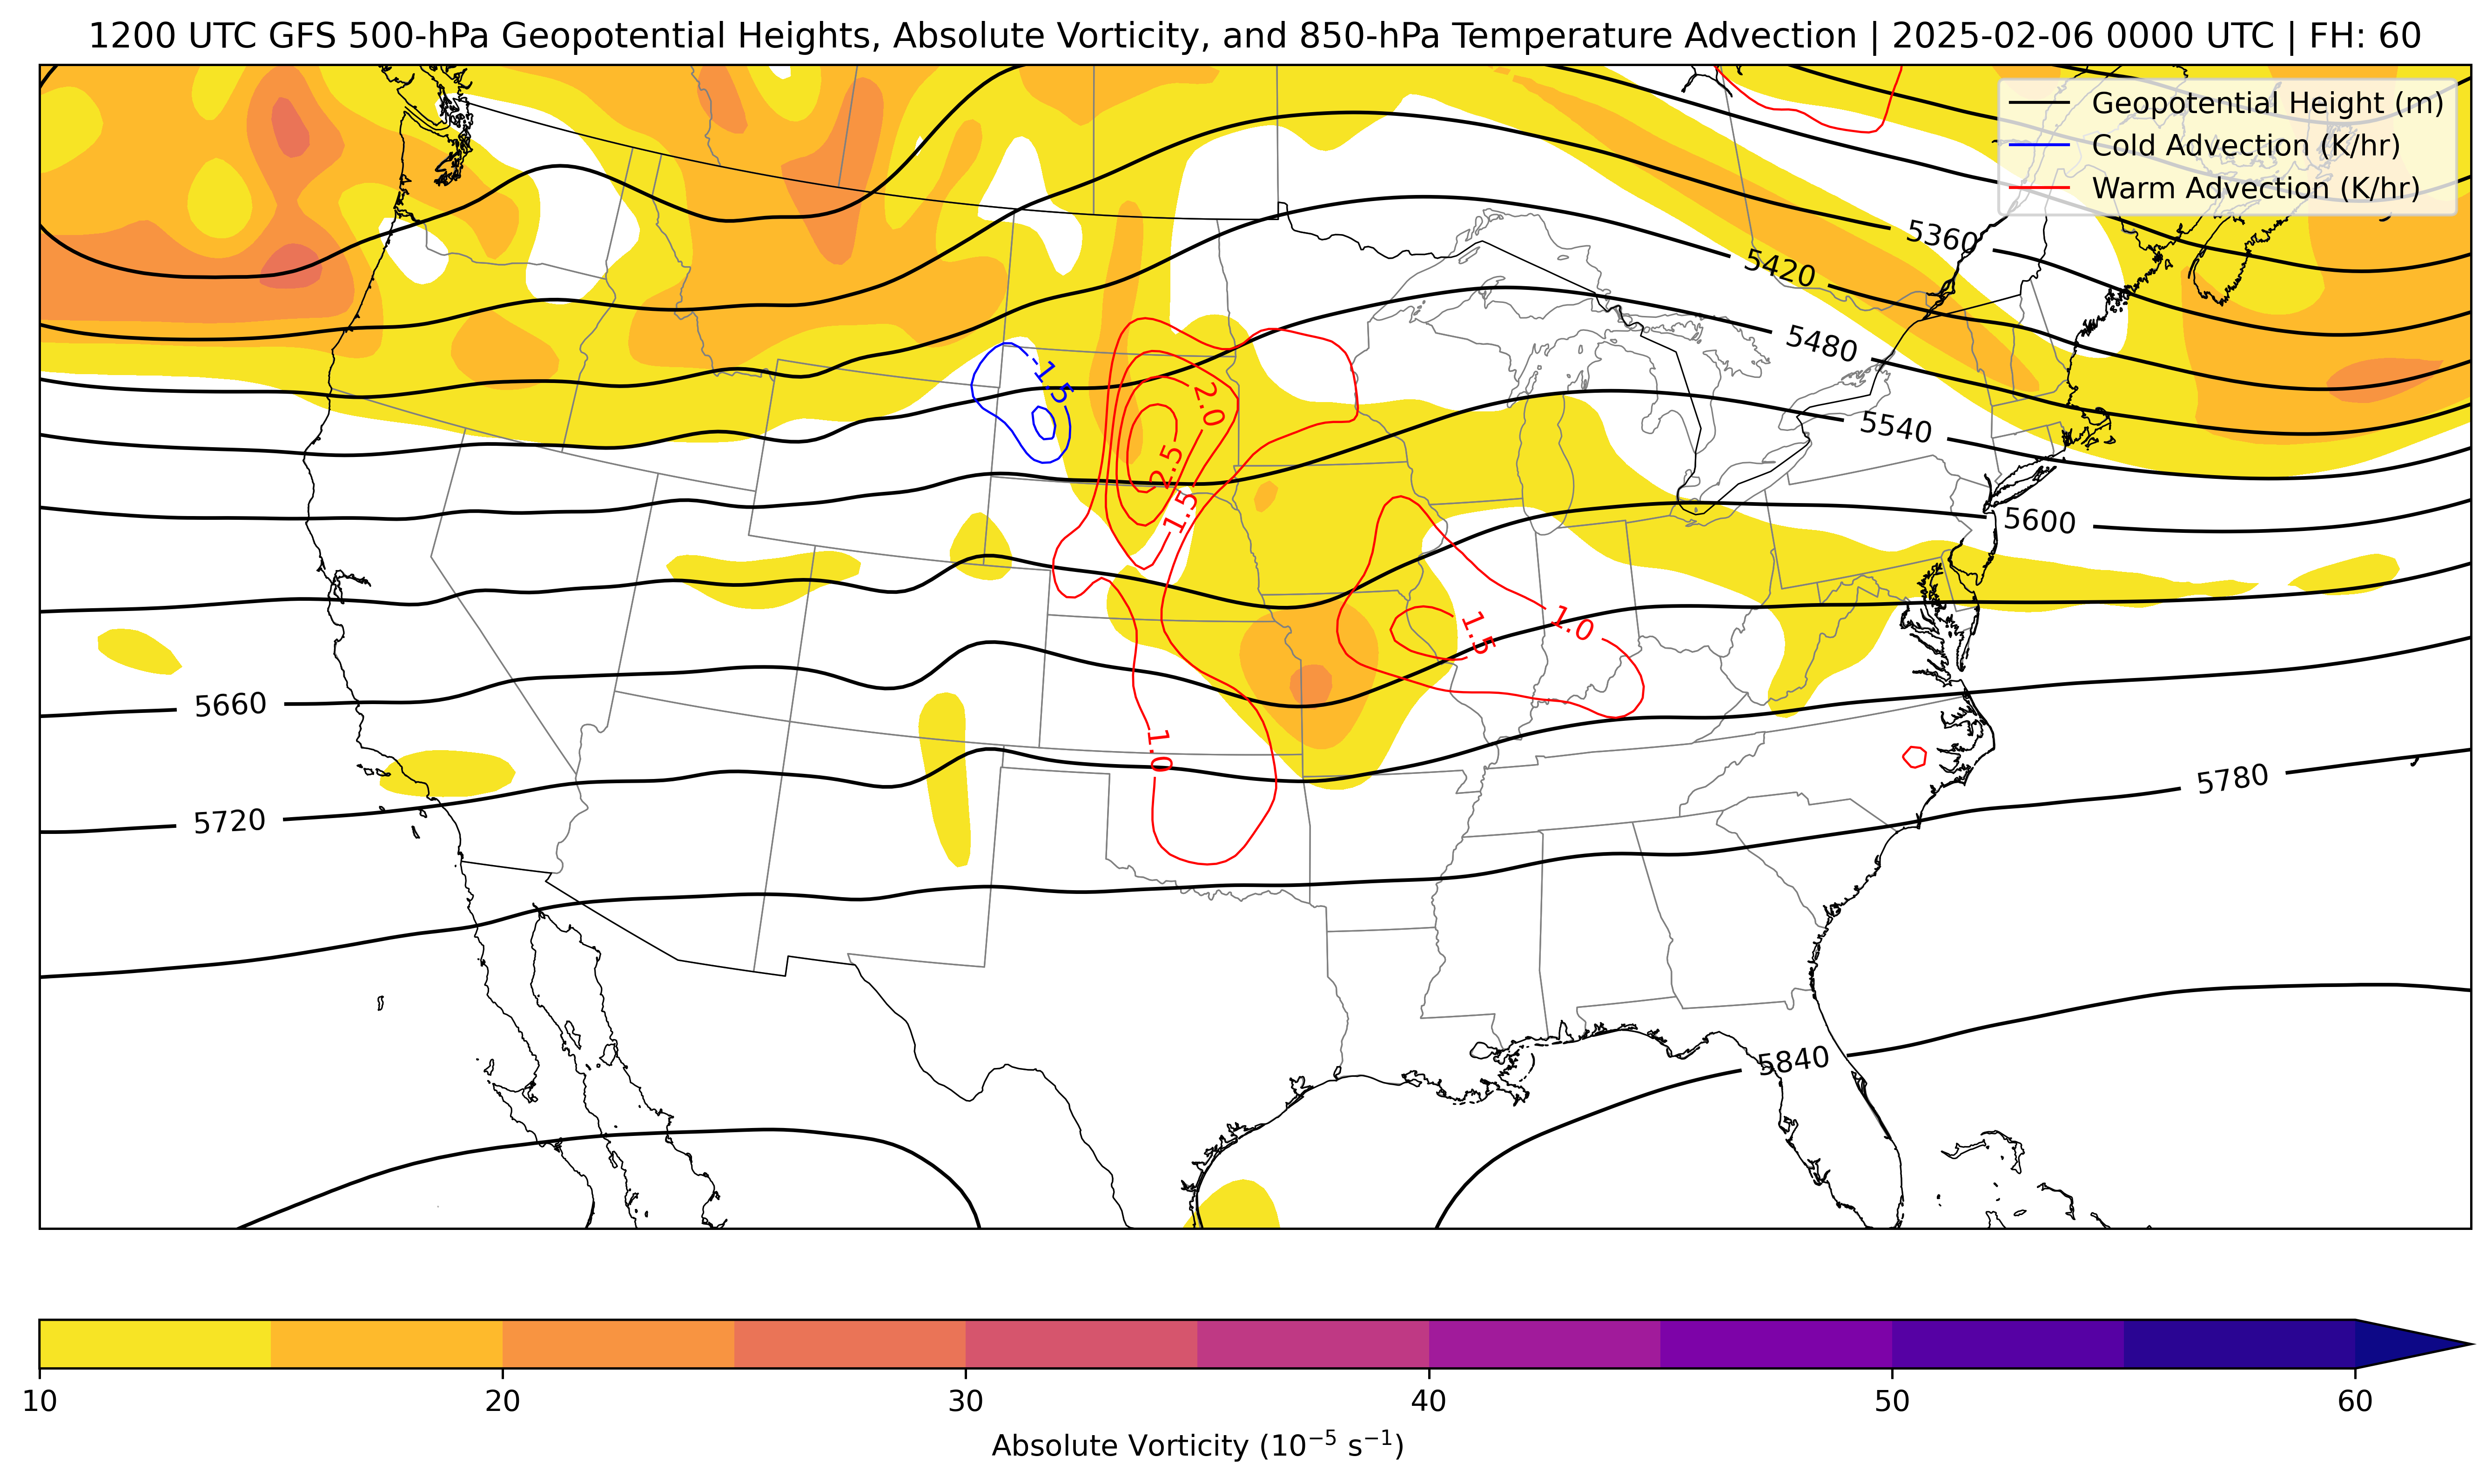 1200 UTC GFS 500-hPa Geopotential Heights, Absolute Vorticity, and 850-hPa Temperature Advection | 2025-02-06 0000 UTC | FH: 60
Geopotential Height (m)
Cold Advection (K/hr)
Warm Advection (K/hr)
5360
5420
5480
5540
5600
-1.5
2.0
2.5
1.5
1.5
1.0
1.0
5660
5720
5780
5840
10 20 30 40 50 60
Absolute Vorticity (10⁻⁵ s⁻¹)